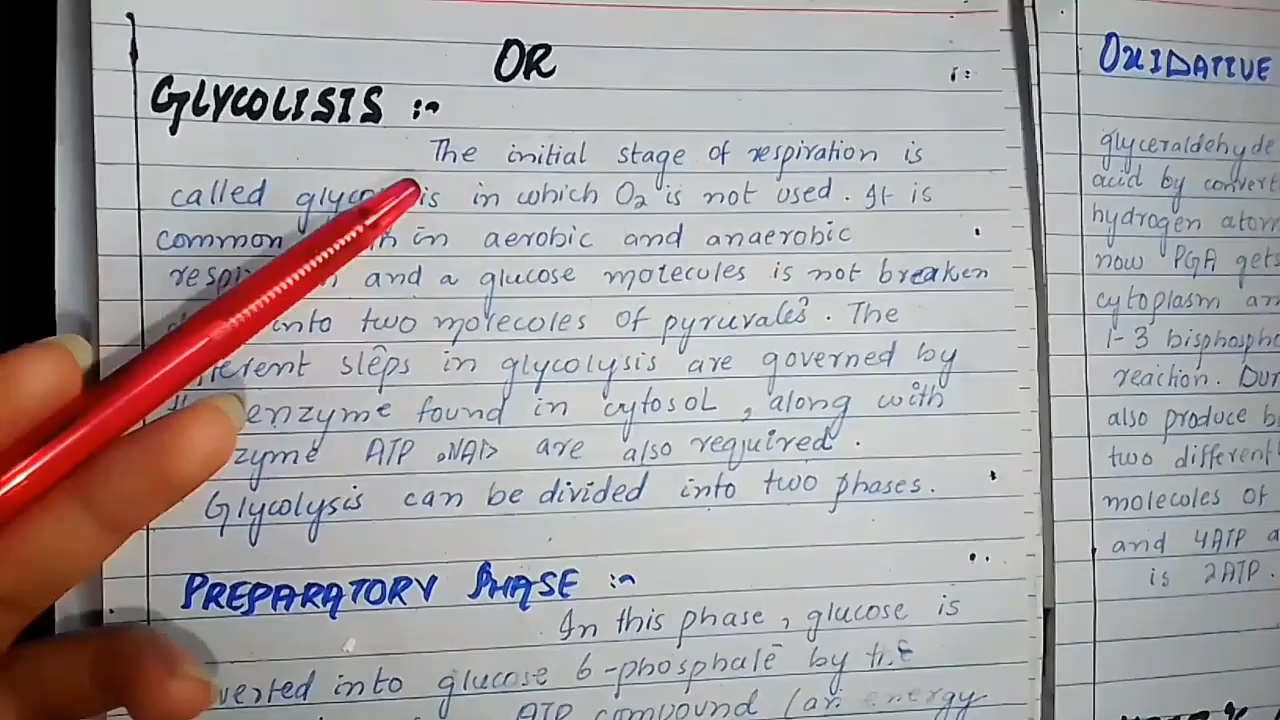 OR
GLYCOLISIS :-
The initial stage of respiration is
called is in which O2 is not used. It is
common in aerobic and anaerobic
and a glucose molecules is not breaken
into two molecoles of pyruvates. The
steps in glycolysis are governed by
enzyme found in cytosol, along with
ATP, NAD are also required.
Glycolysis can be divided into two phases.
PREPARATORY PHASE :-
In this phase, glucose is
into glucose 6-phosphate by the
ATP compound (an energy
OXIDATIVE
glyceraldehyde
acid by convert
hydrogen atom
now PGA gets
cytoplasm an
1-3 bisphospho
reaction. Dur
also produce b
two different
molecoles of
and 4ATP a
is 2ATP.